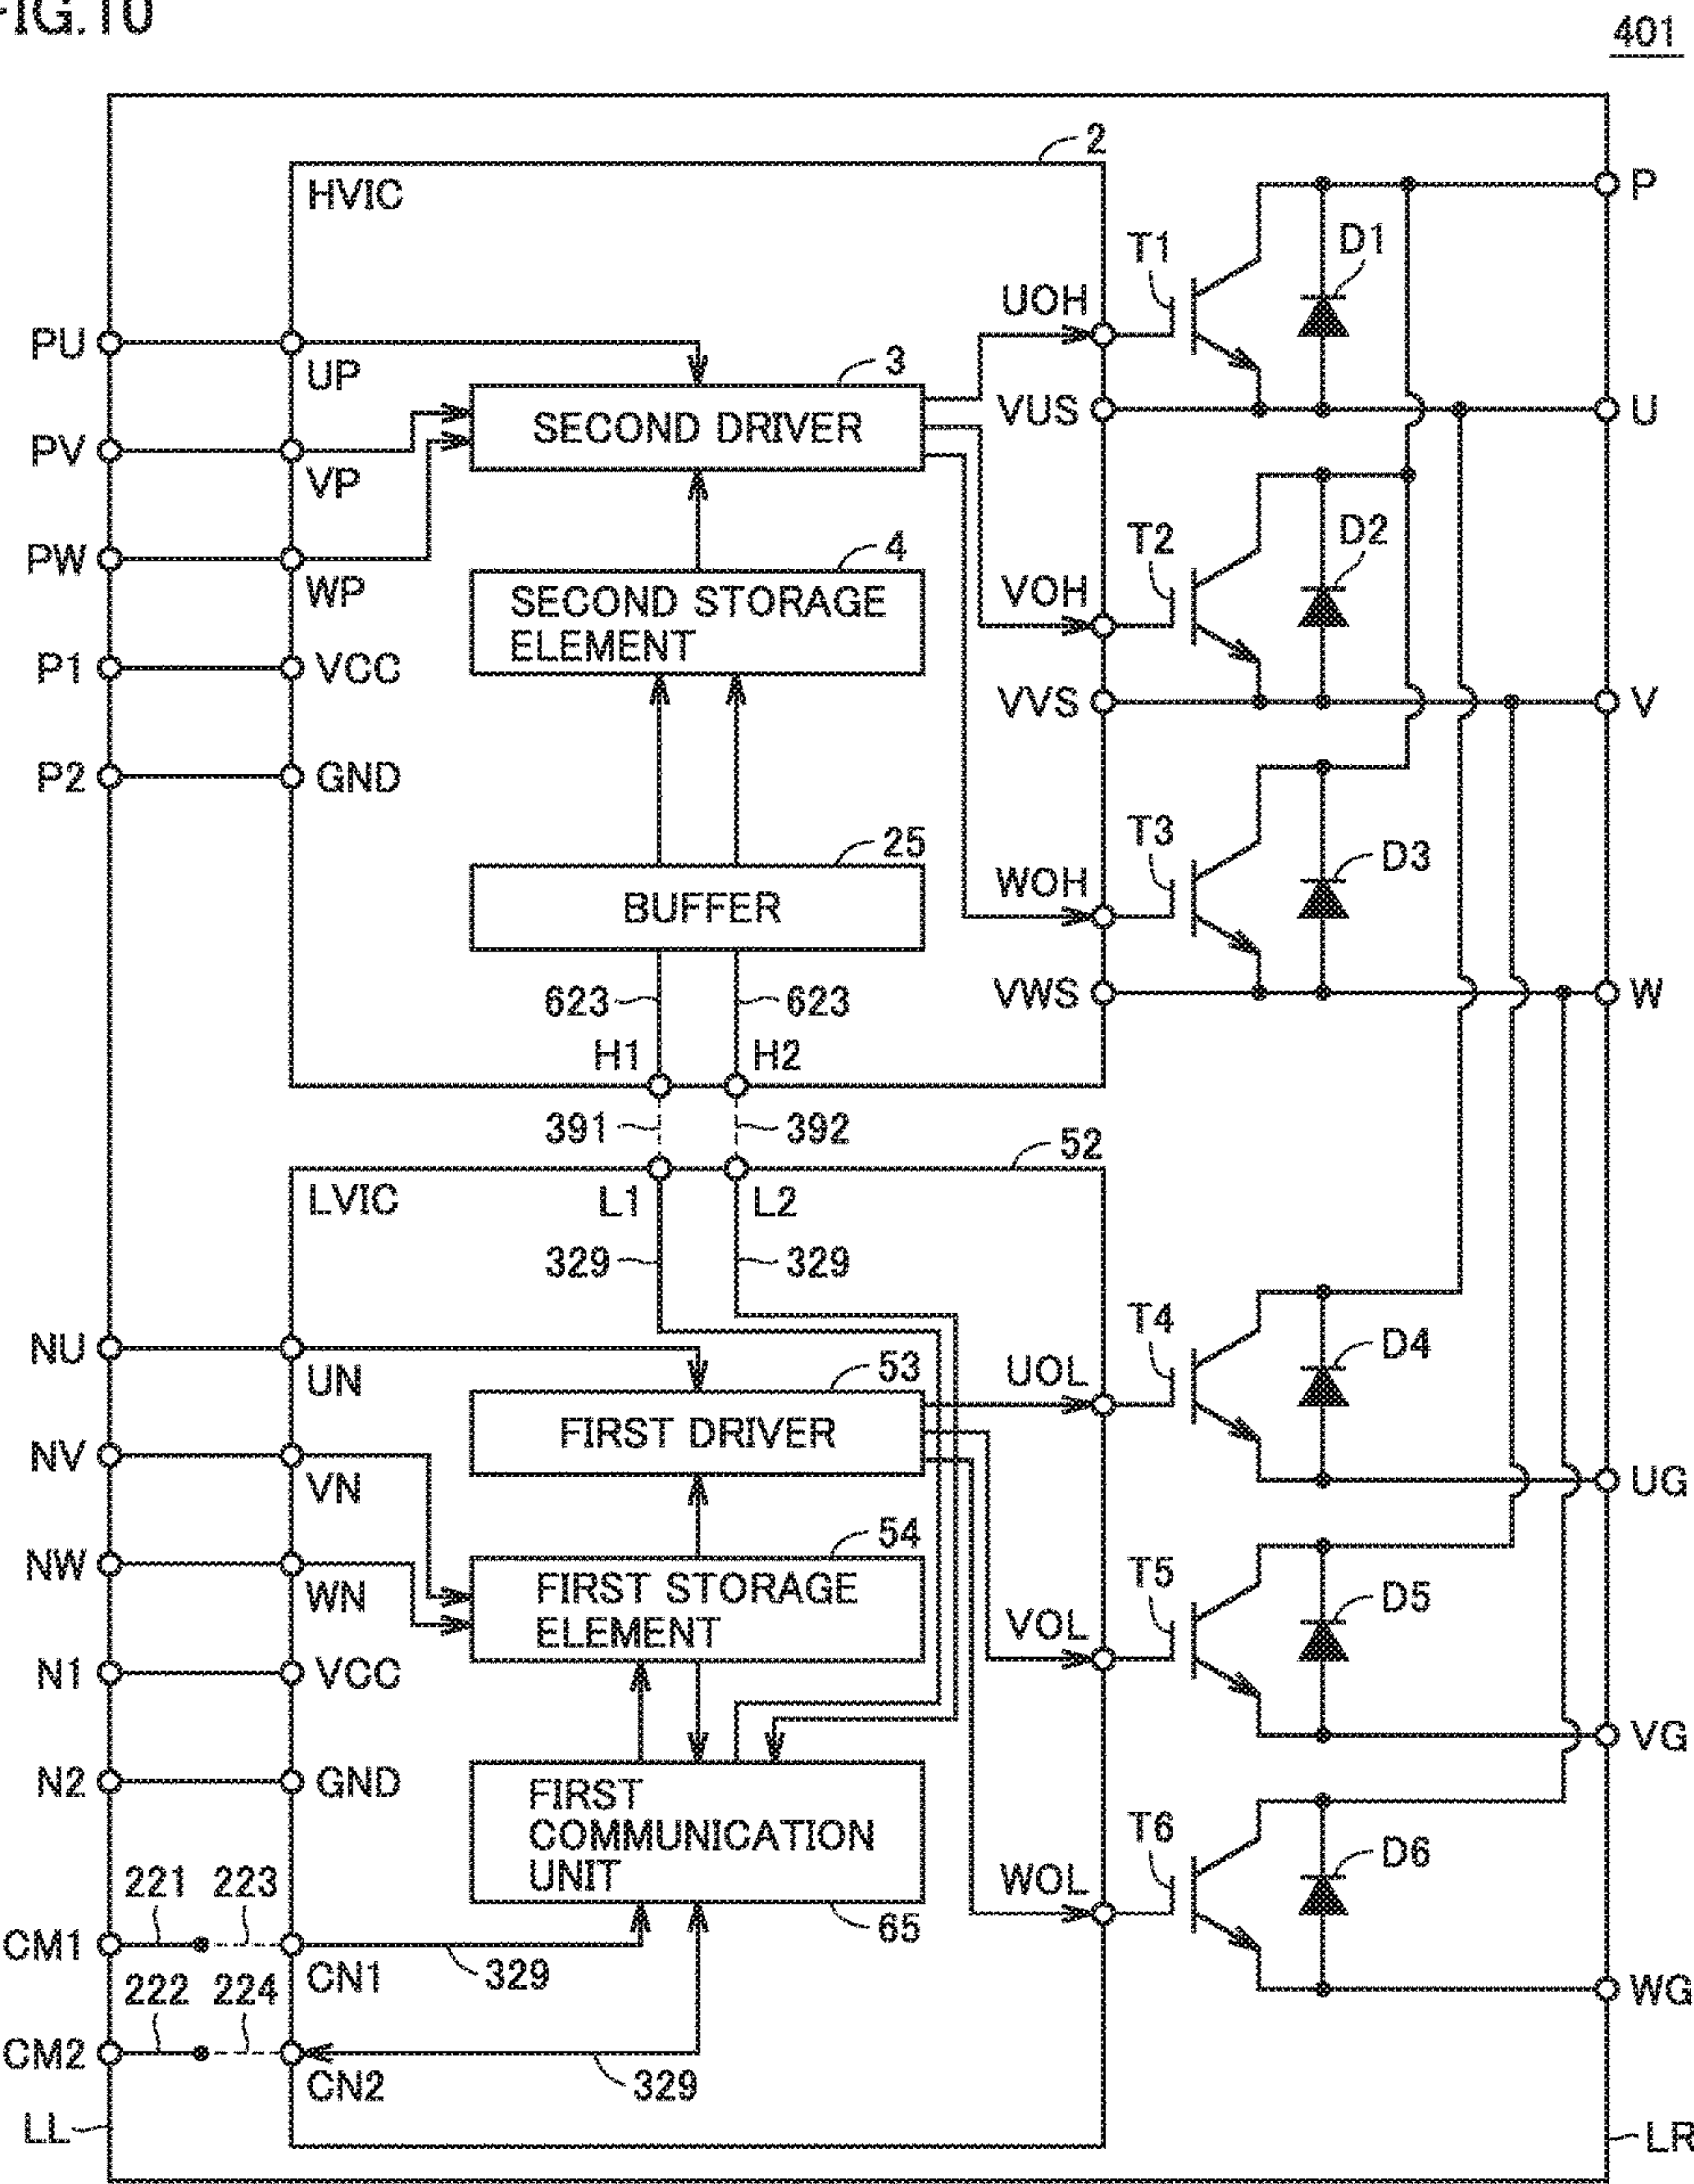 FIG.10
401
2
HVIC
P
T1
D1
UOH
PU
UP
3
VUS
U
SECOND DRIVER
PV
VP
T2
D2
PW
WP
4
VOH
SECOND STORAGE
ELEMENT
P1
VCC
VVS
V
P2
GND
25
T3
D3
WOH
BUFFER
623
623
VWS
W
H1
H2
391
392
52
LVIC
L1
L2
329
329
T4
D4
NU
UN
53
UOL
FIRST DRIVER
NV
VN
UG
54
NW
WN
FIRST STORAGE
ELEMENT
T5
D5
VOL
N1
VCC
VG
N2
GND
FIRST
COMMUNICATION
UNIT
T6
D6
221
223
WOL
65
CM1
CN1
329
222
224
WG
CM2
CN2
329
LL
LR